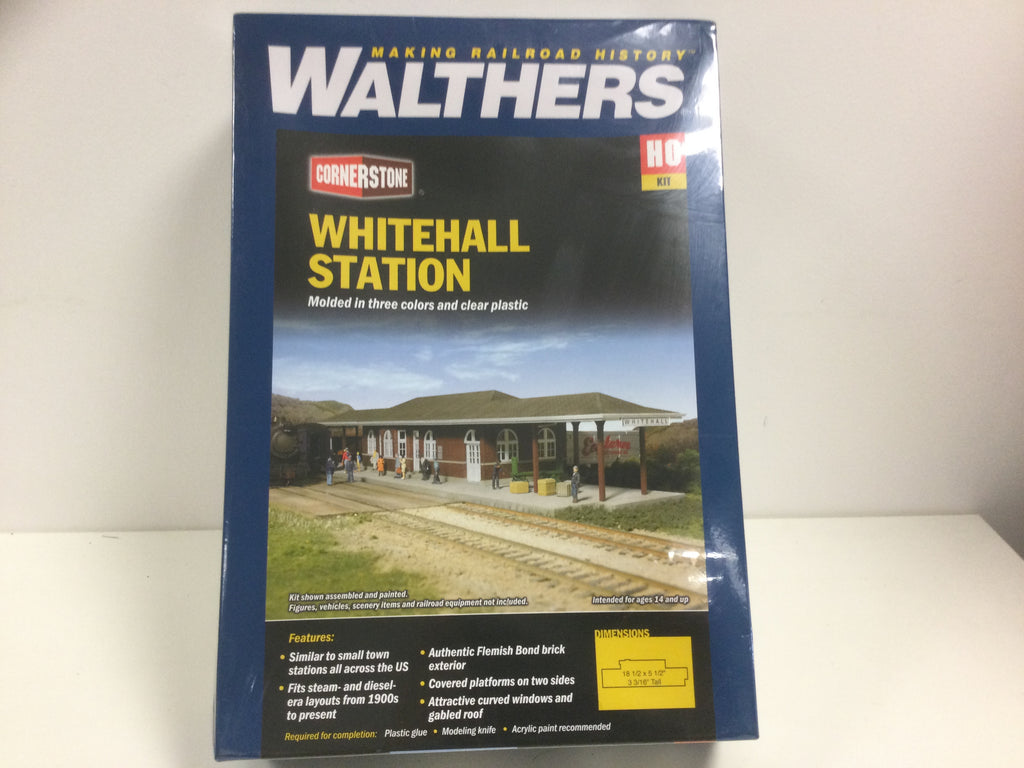 MAKING RAILROAD HISTORY™
WALTHERS
HO
KIT
CORNERSTONE
WHITEHALL
STATION
Molded in three colors and clear plastic
WHITEHALL
Kit shown assembled and painted.
Figures, vehicles, scenery items and railroad equipment not included.
Intended for ages 14 and up
Features:
• Similar to small town
stations all across the US
• Fits steam- and diesel-
era layouts from 1900s
to present
• Authentic Flemish Bond brick
exterior
• Covered platforms on two sides
• Attractive curved windows and
gabled roof
DIMENSIONS
18 1/2 x 5 1/2"
3 3/16" Tall
Required for completion: Plastic glue • Modeling knife • Acrylic paint recommended